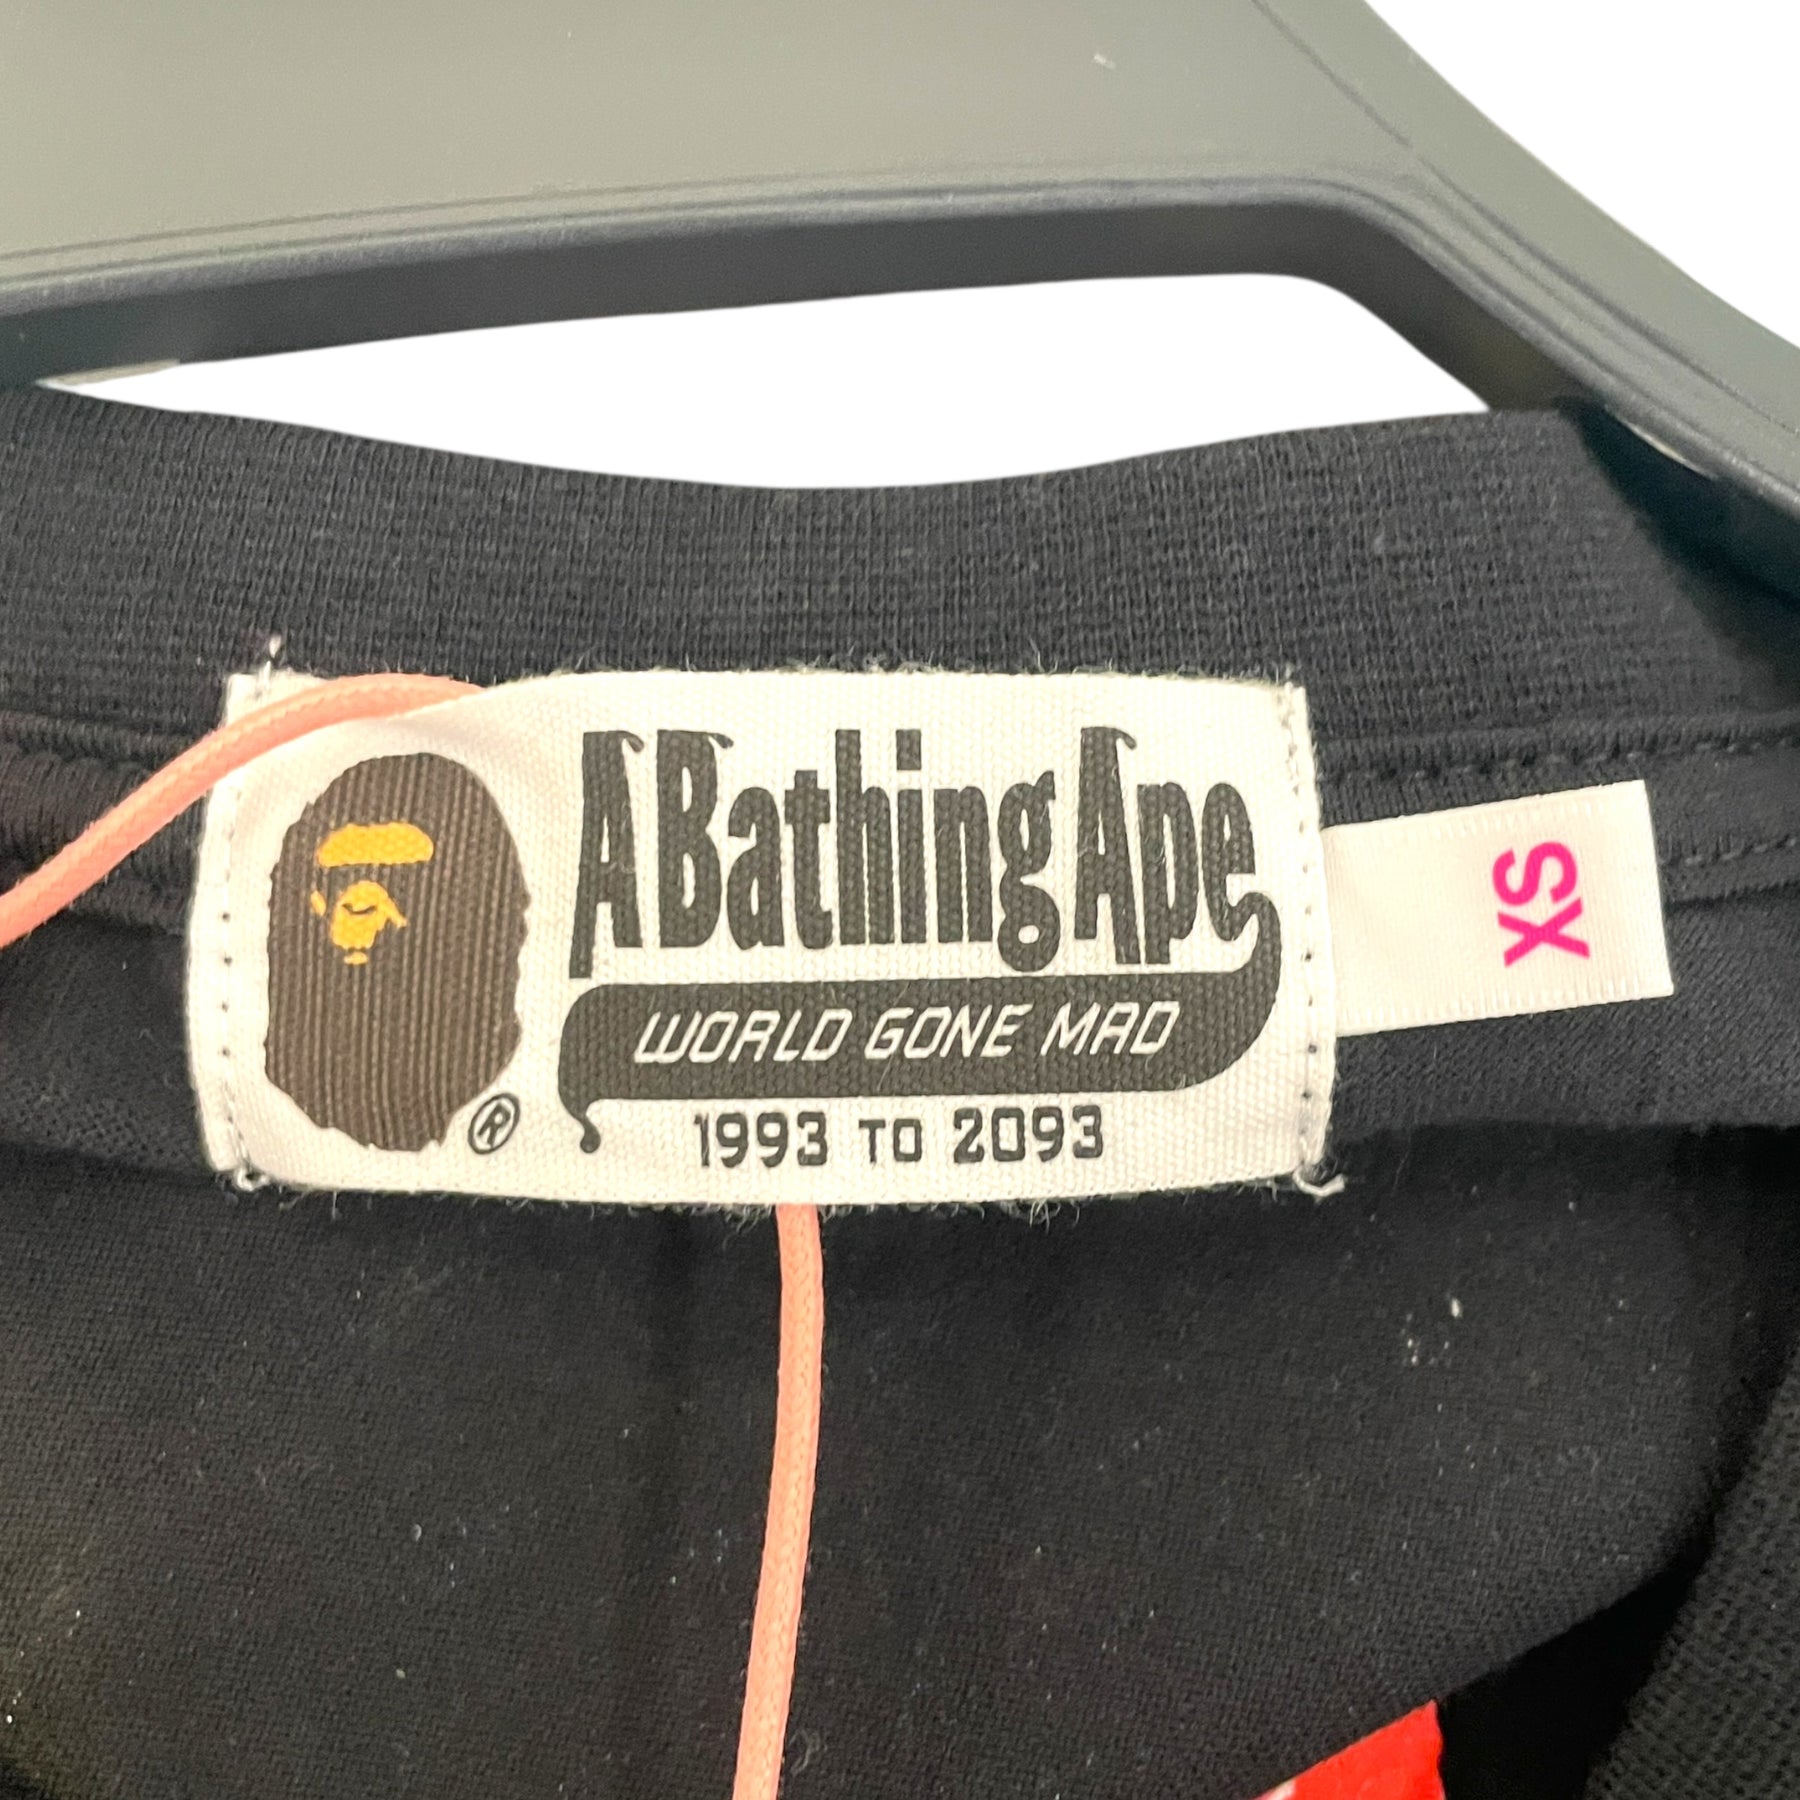 A Bathing Ape
WORLD GONE MAD
1993 TO 2093
®
XS